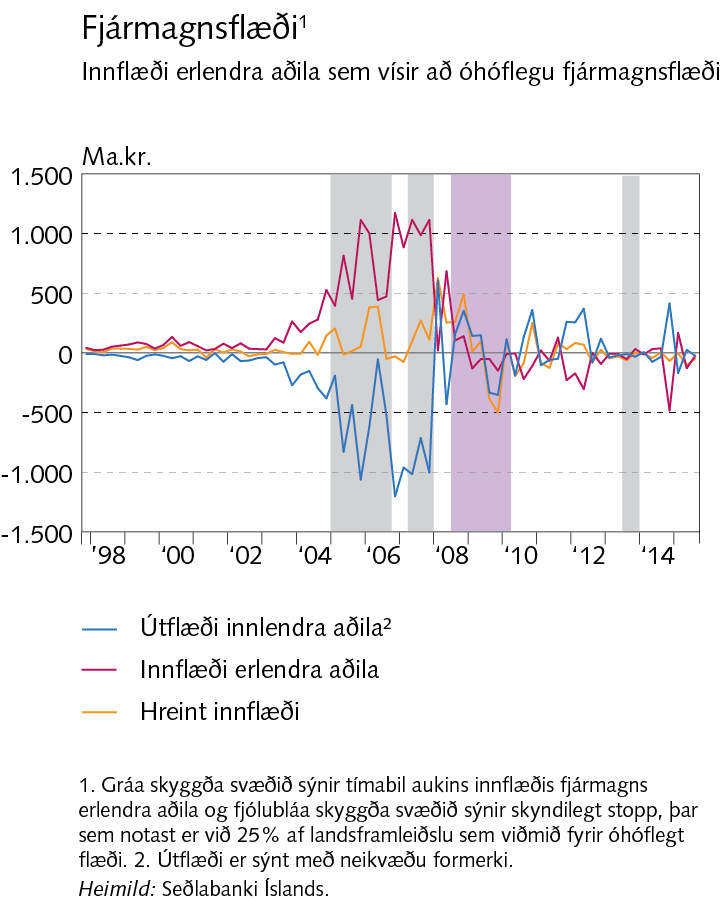 Fjármagnsflæði¹
Innflæði erlendra aðila sem vísir að óhóflegu fjármagnsflæði
Ma.kr.
1.500
1.000
500
0
-500
-1.000
-1.500
‘98 ‘00 ‘02 ‘04 ‘06 ‘08 ‘10 ‘12 ‘14
Útflæði innlendra aðila²
Innflæði erlendra aðila
Hreint innflæði
1. Gráa skyggða svæðið sýnir tímabil aukins innflæðis fjármagns
erlendra aðila og fjólubláa skyggða svæðið sýnir skyndilegt stopp, þar
sem notast er við 25% af landsframleiðslu sem viðmið fyrir óhóflegt
flæði. 2. Útflæði er sýnt með neikvæðu formerki.
Heimild: Seðlabanki Íslands.